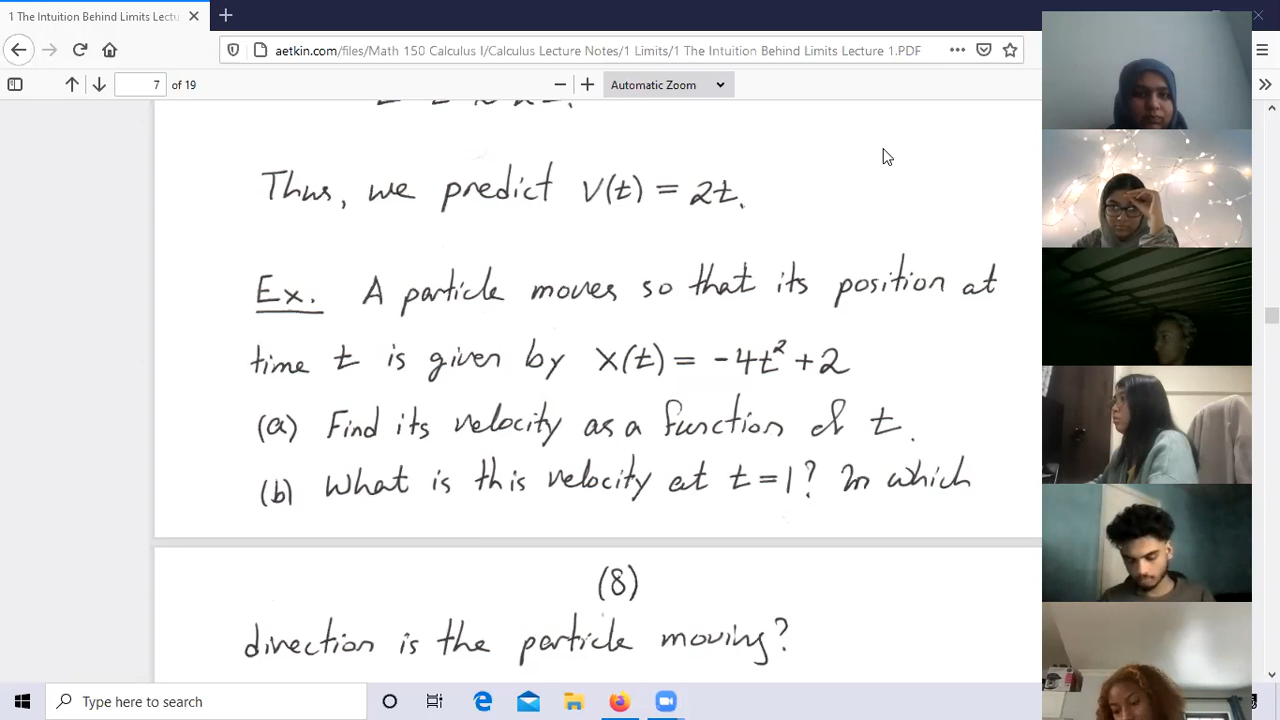 1 The Intuition Behind Limits Lectu
aetkin.com/files/Math 150 Calculus I/Calculus Lecture Notes/1 Limits/1 The Intuition Behind Limits Lecture 1.PDF
7 of 19
Automatic Zoom
Thus, we predict V(t) = 2t.
Ex. A particle moves so that its position at
time t is given by X(t) = -4t² + 2
(a) Find its velocity as a function of t.
(b) What is this velocity at t = 1? In which
(8)
direction is the particle moving?
Type here to search